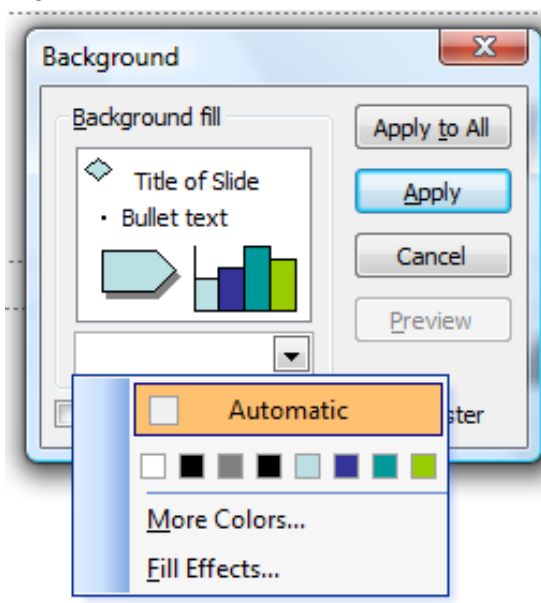 Background
Background fill
Title of Slide
• Bullet text
Apply to All
Apply
Cancel
Preview
Automatic
ster
More Colors...
Fill Effects...